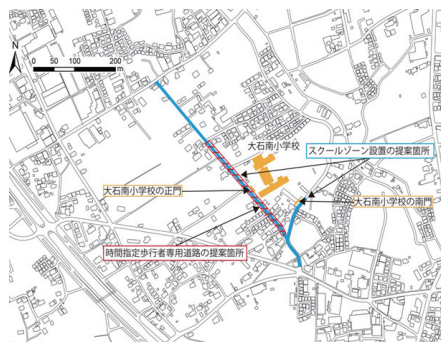 N
0 50 100 200
m
大石南小学校
スクールゾーン設置の提案箇所
大石南小学校の正門
大石南小学校の南門
時間指定歩行者専用道路の提案箇所